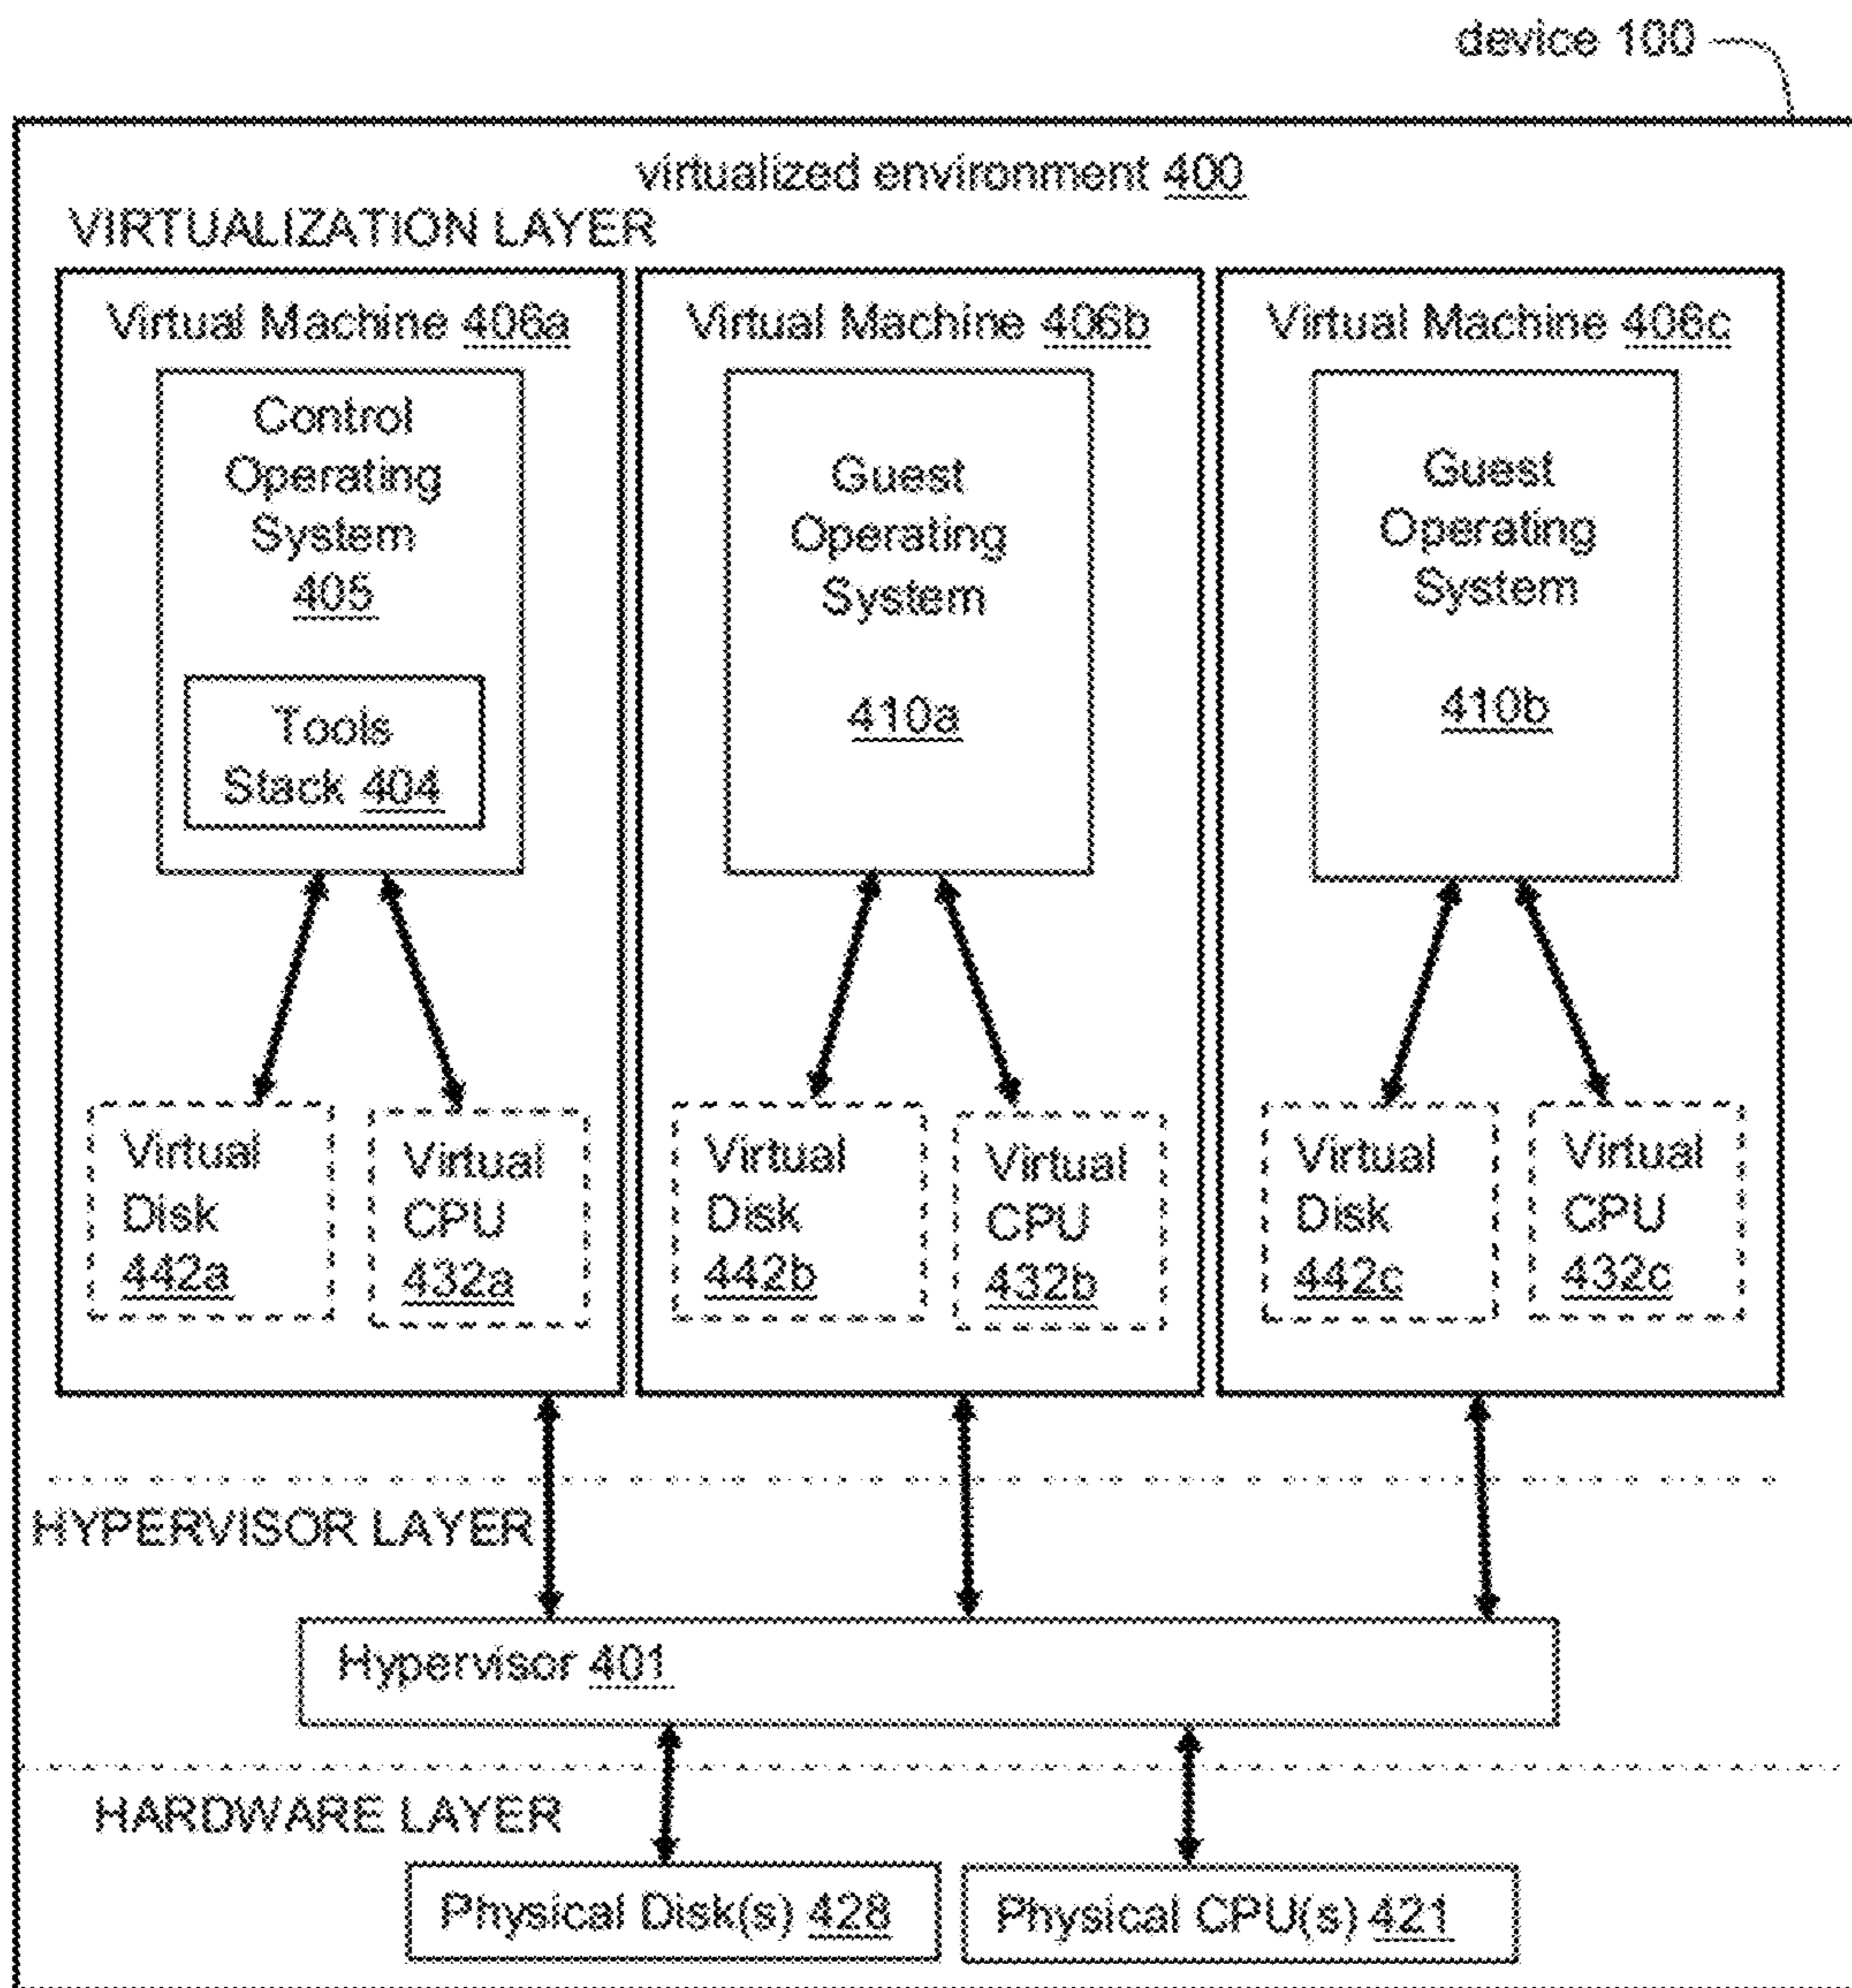 device 100
virtualized environment 400
VIRTUALIZATION LAYER
Virtual Machine 406a
Control
Operating
System
405
Tools
Stack 404
Virtual
Disk
442a
Virtual
CPU
432a
Virtual Machine 406b
Guest
Operating
System
410a
Virtual
Disk
442b
Virtual
CPU
432b
Virtual Machine 406c
Guest
Operating
System
410b
Virtual
Disk
442c
Virtual
CPU
432c
HYPERVISOR LAYER
Hypervisor 401
HARDWARE LAYER
Physical Disk(s) 428
Physical CPU(s) 421